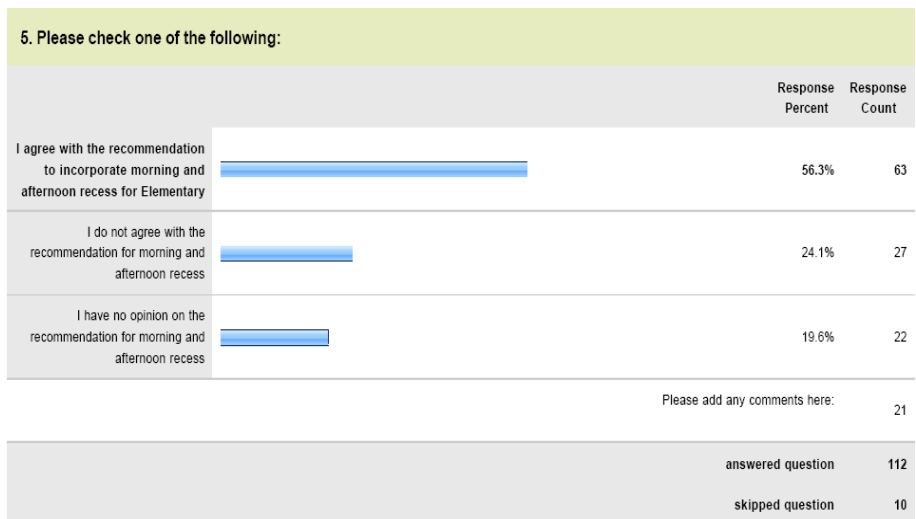 5. Please check one of the following:
Response Response
Percent Count
I agree with the recommendation
to incorporate morning and
afternoon recess for Elementary
56.3% 63
I do not agree with the
recommendation for morning and
afternoon recess
24.1% 27
I have no opinion on the
recommendation for morning and
afternoon recess
19.6% 22
Please add any comments here:
21
answered question 112
skipped question 10